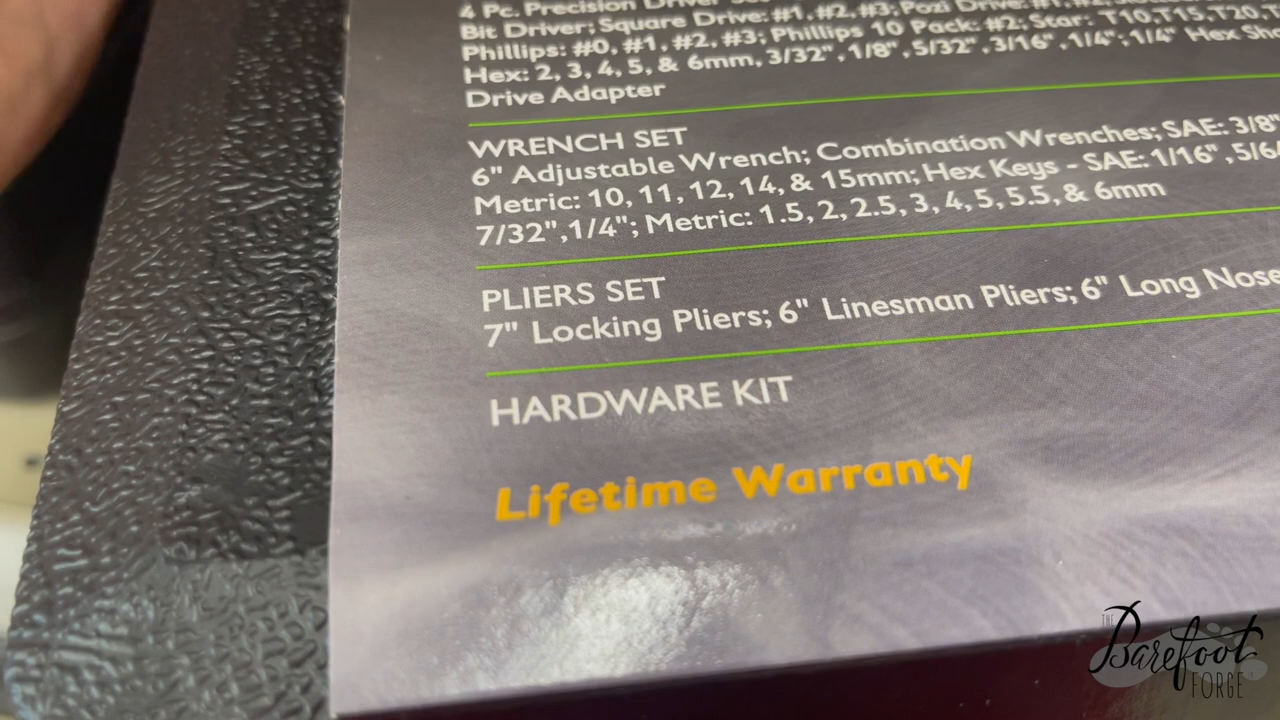 4 Pc. Precision Driver
Bit Driver; Square Drive: #1, #2, #3; Pozi Drive: #1, #2,
Phillips: #0, #1, #2, #3; Phillips 10 Pack: #2; Star: T10, T15, T20,
Hex: 2, 3, 4, 5, & 6mm, 3/32", 1/8", 5/32", 3/16", 1/4"; 1/4" Hex
Drive Adapter
WRENCH SET
6" Adjustable Wrench; Combination Wrenches; SAE: 3/8"
Metric: 10, 11, 12, 14, & 15mm; Hex Keys - SAE: 1/16", 5/64
7/32", 1/4"; Metric: 1.5, 2, 2.5, 3, 4, 5, 5.5, & 6mm
PLIERS SET
7" Locking Pliers; 6" Linesman Pliers; 6" Long Nose
HARDWARE KIT
Lifetime Warranty
THE Barefoot
FORGE